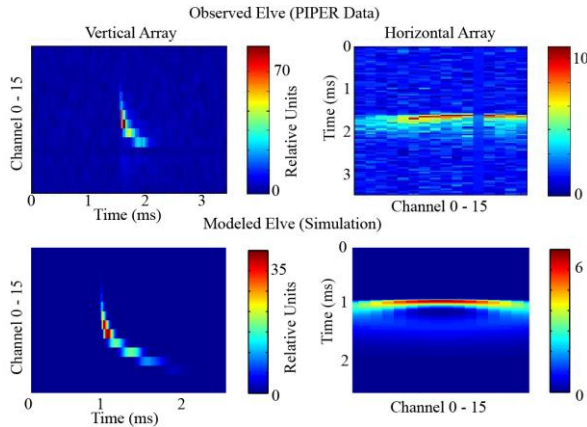 Observed Elve (PIPER Data)
Vertical Array
Horizontal Array
Channel 0 - 15
0
1
2
3
Time (ms)
70
0
Relative Units
Time (ms)
0
1
2
3
Channel 0 - 15
10
5
0
Modeled Elve (Simulation)
Channel 0 - 15
0
1
2
Time (ms)
35
0
Relative Units
Time (ms)
0
1
2
Channel 0 - 15
6
3
0